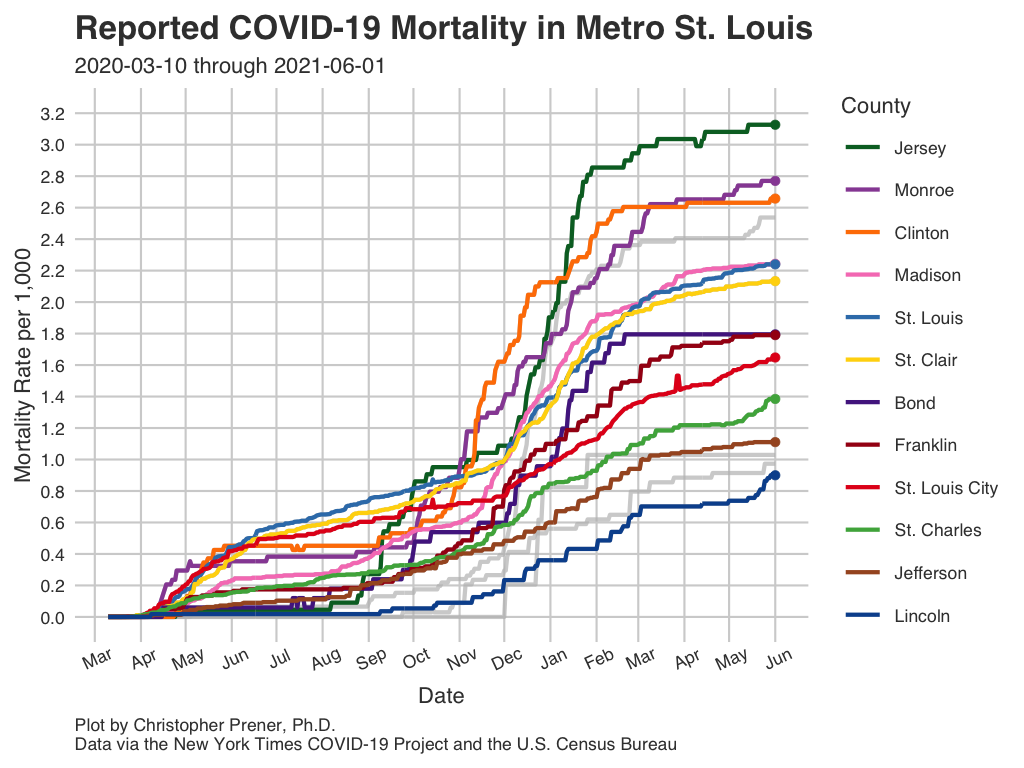 Reported COVID-19 Mortality in Metro St. Louis
2020-03-10 through 2021-06-01
Mortality Rate per 1,000
3.2
3.0
2.8
2.6
2.4
2.2
2.0
1.8
1.6
1.4
1.2
1.0
0.8
0.6
0.4
0.2
0.0
Mar Apr May Jun Jul Aug Sep Oct Nov Dec Jan Feb Mar Apr May Jun
Date
County
Jersey
Monroe
Clinton
Madison
St. Louis
St. Clair
Bond
Franklin
St. Louis City
St. Charles
Jefferson
Lincoln
Plot by Christopher Prener, Ph.D.
Data via the New York Times COVID-19 Project and the U.S. Census Bureau